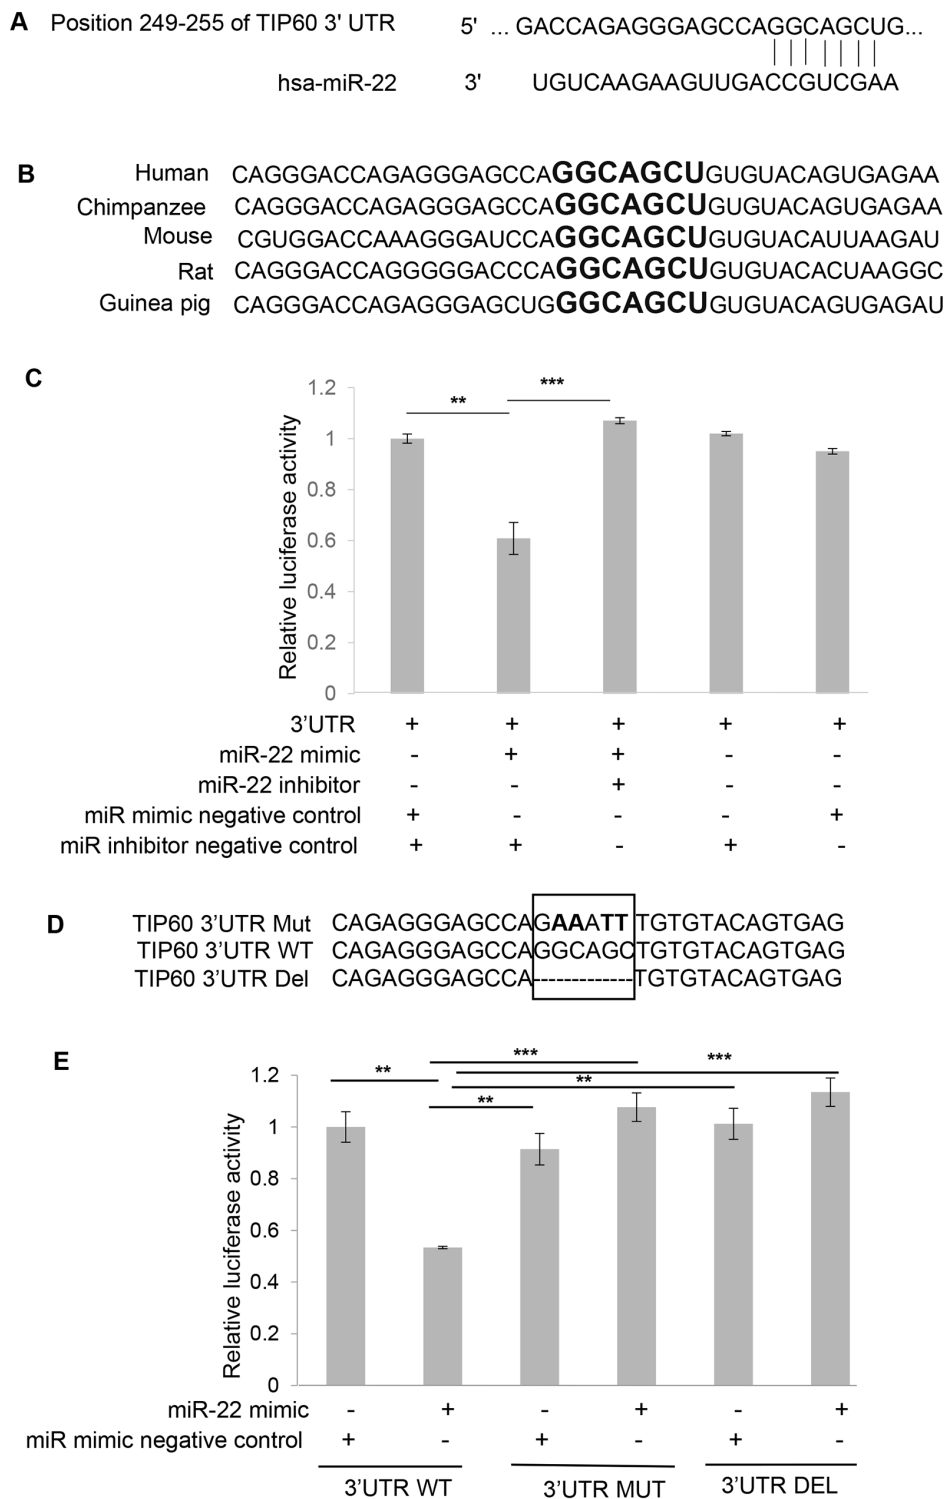 A Position 249-255 of TIP60 3' UTR 5' ... GACCAGAGGGAGCCAGGCAGCUG...
hsa-miR-22 3' UGUCAAGAAGUUGACCGUCGAA
B Human CAGGGACCAGAGGGAGCCAGGCAGCUGUGUACAGUGAGAA
Chimpanzee CAGGGACCAGAGGGAGCCAGGCAGCUGUGUACAGUGAGAA
Mouse CGUGGACCAAAGGGAUCCAGGCAGCUGUGUACAUUAAGAU
Rat CAGGGACCAGGGGGACCCAGGCAGCUGUGUACACUAAGGC
Guinea pig CAGGGACCAGAGGGAGCUGGGCAGCUGUGUACAGUGAGAU
C
Relative luciferase activity
1.2
1
0.8
0.6
0.4
0.2
0
** ***
3'UTR + + + + +
miR-22 mimic - + + - -
miR-22 inhibitor - - + - -
miR mimic negative control + - - - +
miR inhibitor negative control + + - + -
D TIP60 3'UTR Mut CAGAGGGAGCCAGAAATTTGTGTACAGTGAG
TIP60 3'UTR WT CAGAGGGAGCCAGGCAGCTGTGTACAGTGAG
TIP60 3'UTR Del CAGAGGGAGCCA------------TGTGTACAGTGAG
E
Relative luciferase activity
1.2
1
0.8
0.6
0.4
0.2
0
*** ***
** **
**
miR-22 mimic - + - + - +
miR mimic negative control + - + - + -
3'UTR WT 3'UTR MUT 3'UTR DEL